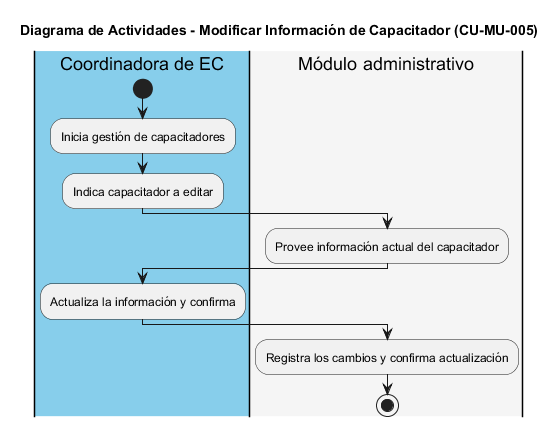 Diagrama de Actividades - Modificar Información de Capacitador (CU-MU-005)
Coordinadora de EC
Módulo administrativo
Inicia gestión de capacitadores
Indica capacitador a editar
Provee información actual del capacitador
Actualiza la información y confirma
Registra los cambios y confirma actualización